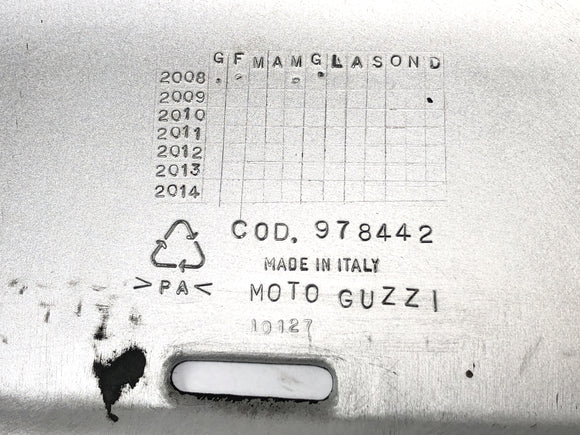 G F M A M G L A S O N D
2008
2009
2010
2011
2012
2013
2014
COD. 978442
MADE IN ITALY
>PA< MOTO GUZZI
10127